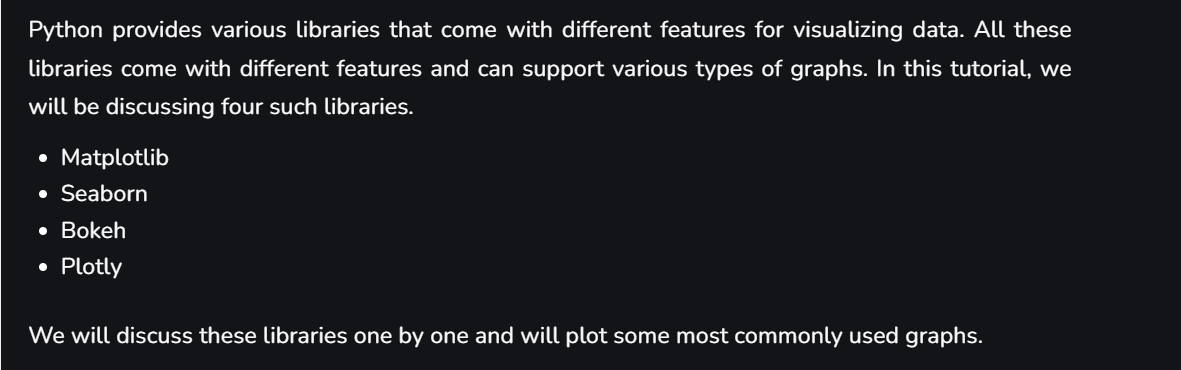 Python provides various libraries that come with different features for visualizing data. All these
libraries come with different features and can support various types of graphs. In this tutorial, we
will be discussing four such libraries.
• Matplotlib
• Seaborn
• Bokeh
• Plotly
We will discuss these libraries one by one and will plot some most commonly used graphs.